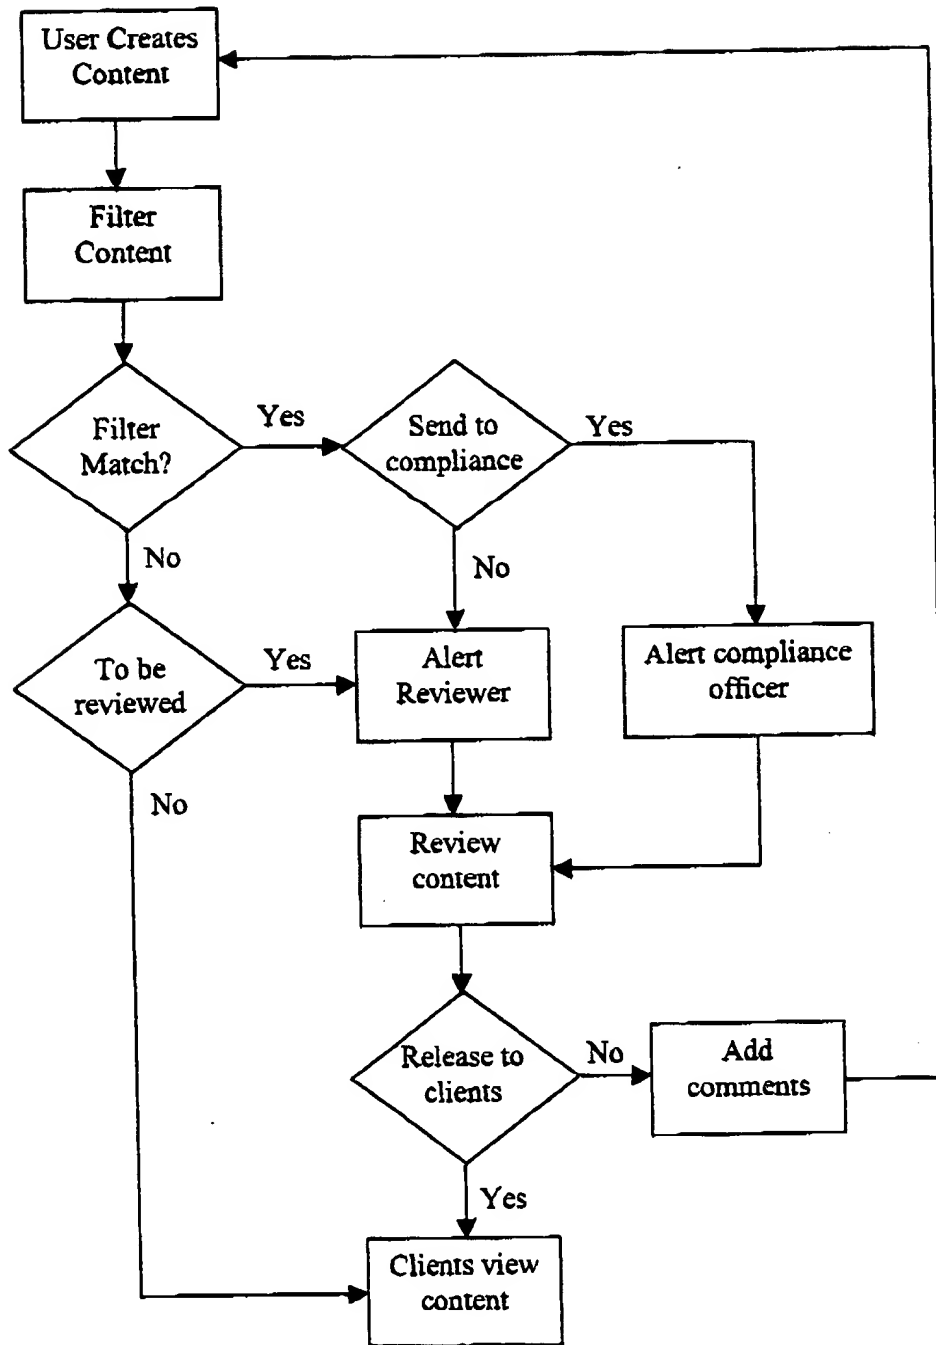 User Creates
Content
Filter
Content
Filter
Match?
Yes
Send to
compliance
Yes
No
No
To be
reviewed
Yes
Alert
Reviewer
Alert compliance
officer
No
Review
content
Release to
clients
No
Add
comments
Yes
Clients view
content